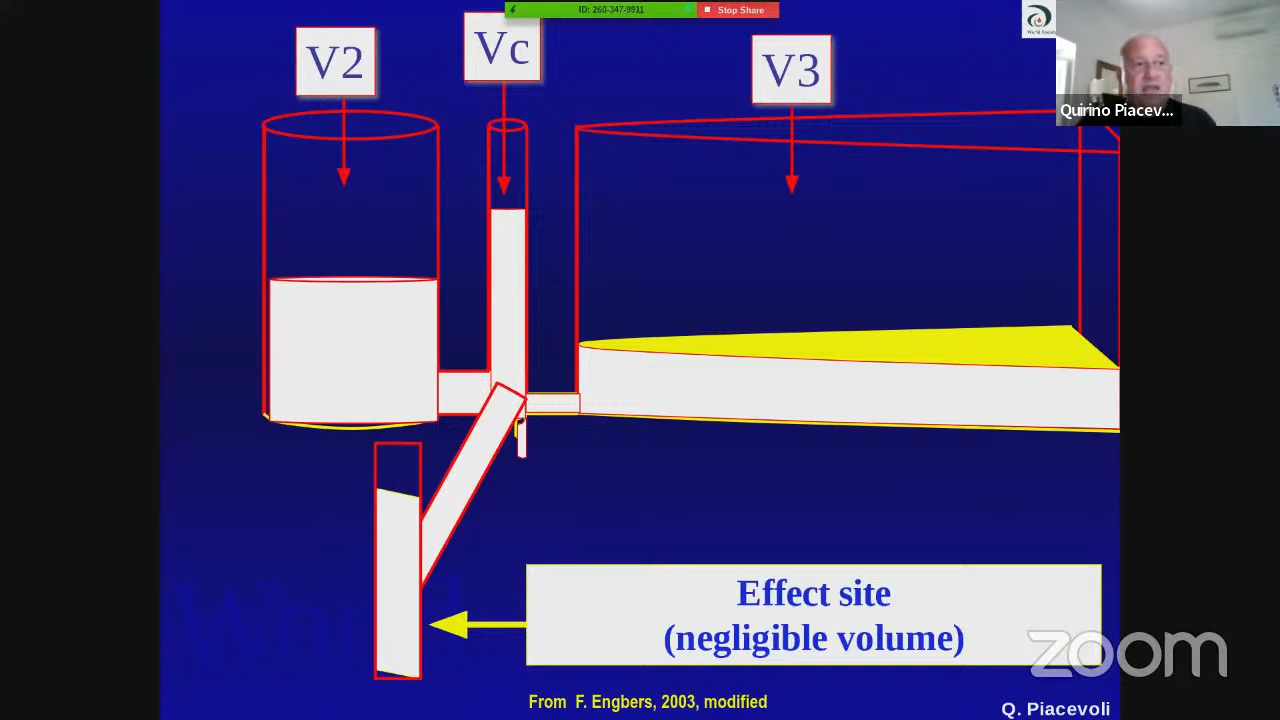 ID: 260-347-9911
Stop Share
V2
Vc
V3
Quirino Piacev...
Effect site
(negligible volume)
zoom
From F. Engbers, 2003, modified
Q. Piacevoli